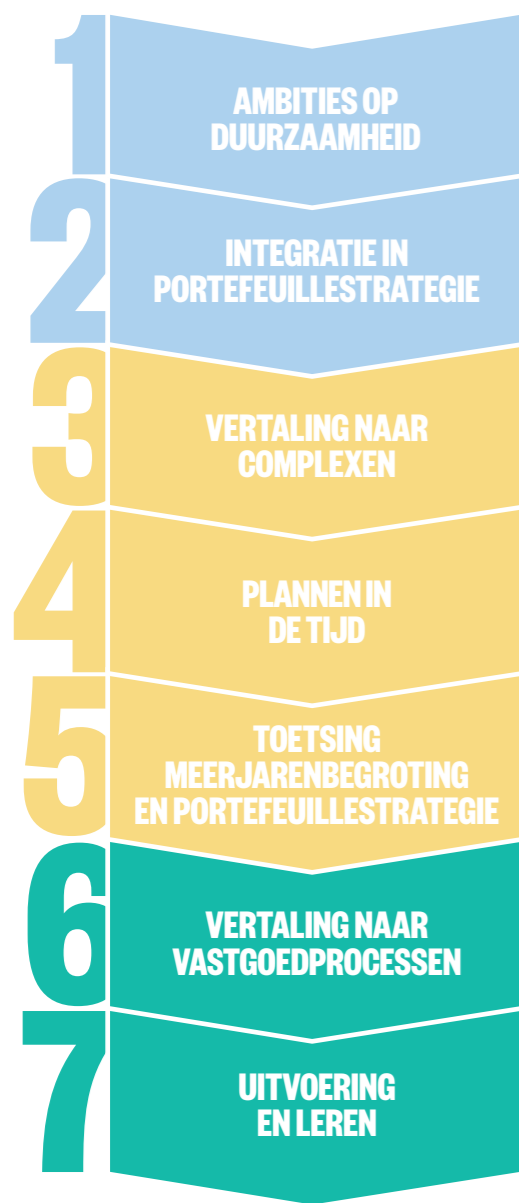 1
AMBITIES OP
DUURZAAMHEID
2
INTEGRATIE IN
PORTEFEUILLESTRATEGIE
3
VERTALING NAAR
COMPLEXEN
4
PLANNEN IN
DE TIJD
5
TOETSING
MEERJARENBEGROTING
EN PORTEFEUILLESTRATEGIE
6
VERTALING NAAR
VASTGOEDPROCESSEN
7
UITVOERING
EN LEREN